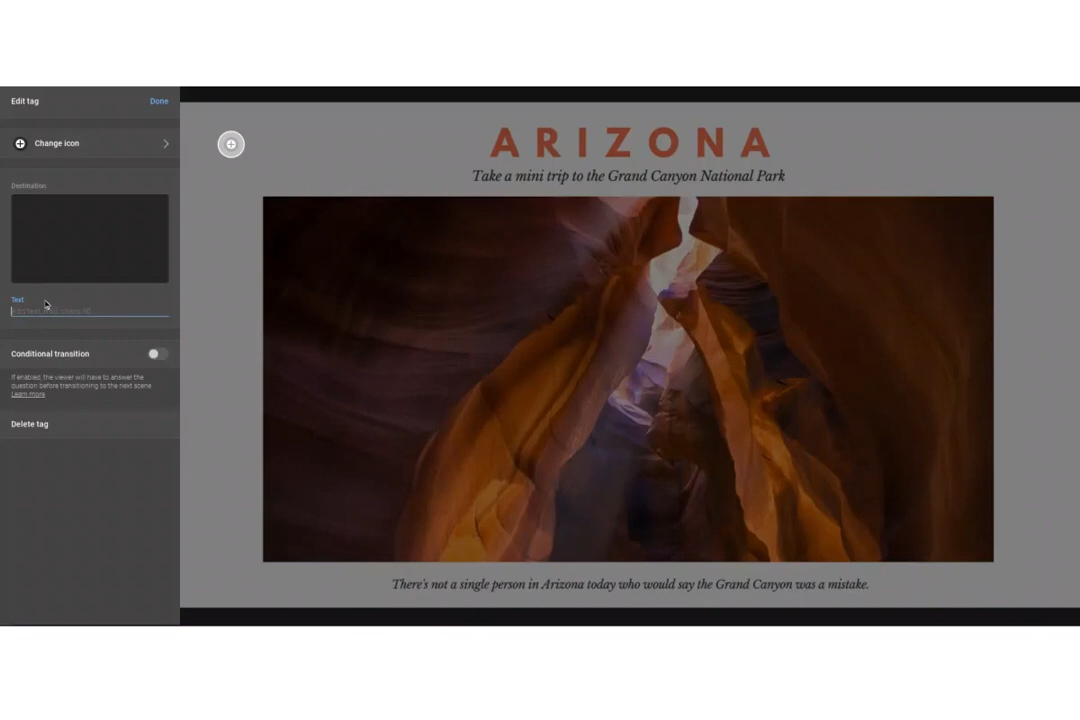 Edit tag
Done
Change icon
Destination
Text
Conditional transition
If enabled, the viewer will have to answer the
question before transitioning to the next scene
Learn more
Delete tag
ARIZONA
Take a mini trip to the Grand Canyon National Park
There's not a single person in Arizona today who would say the Grand Canyon was a mistake.